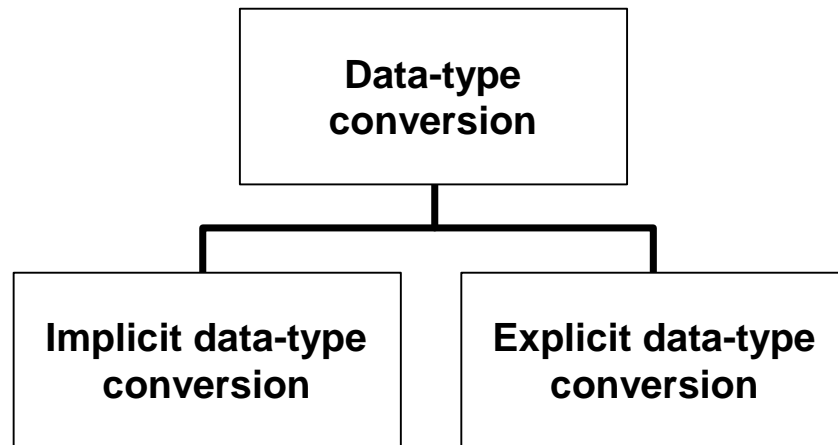 Data-type
conversion
Implicit data-type
conversion
Explicit data-type
conversion